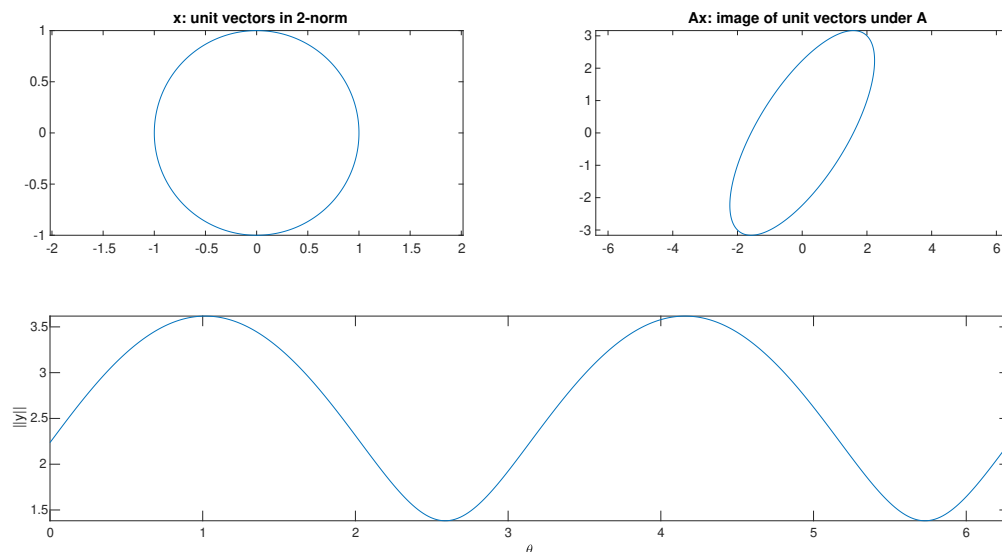 x: unit vectors in 2-norm
1
0.5
0
-0.5
-1
-2 -1.5 -1 -0.5 0 0.5 1 1.5 2
Ax: image of unit vectors under A
3
2
1
0
-1
-2
-3
-6 -4 -2 0 2 4 6
||y||
3.5
3
2.5
2
1.5
0 1 2 3 4 5 6
θ